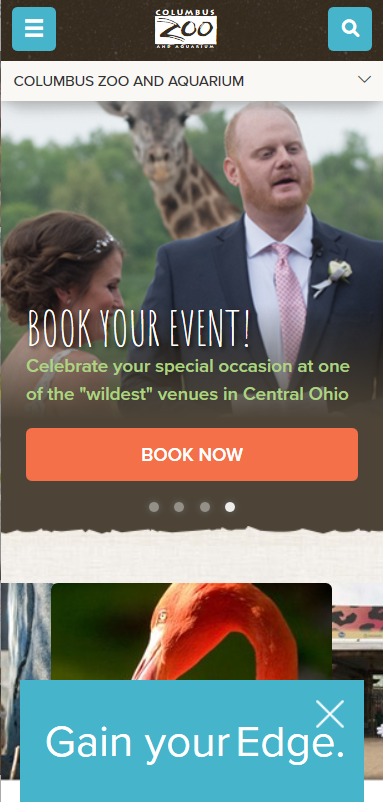 COLUMBUS
ZOO
AND AQUARIUM
COLUMBUS ZOO AND AQUARIUM
BOOK YOUR EVENT!
Celebrate your special occasion at one
of the "wildest" venues in Central Ohio
BOOK NOW
Gain your Edge.